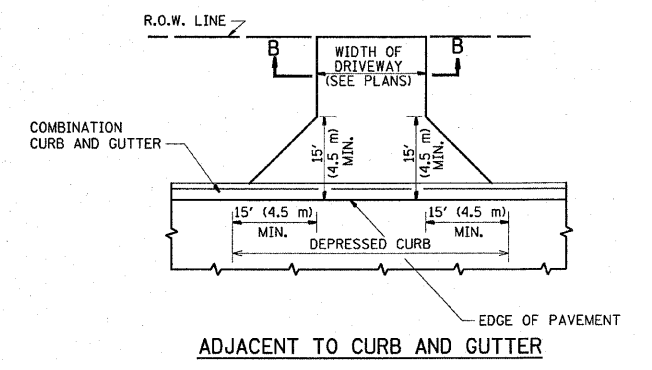 R.O.W. LINE
B
B
WIDTH OF
DRIVEWAY
(SEE PLANS)
COMBINATION
CURB AND GUTTER
15' (4.5 m) MIN.
15' (4.5 m) MIN.
15' (4.5 m)
MIN.
15' (4.5 m)
MIN.
DEPRESSED CURB
EDGE OF PAVEMENT
ADJACENT TO CURB AND GUTTER